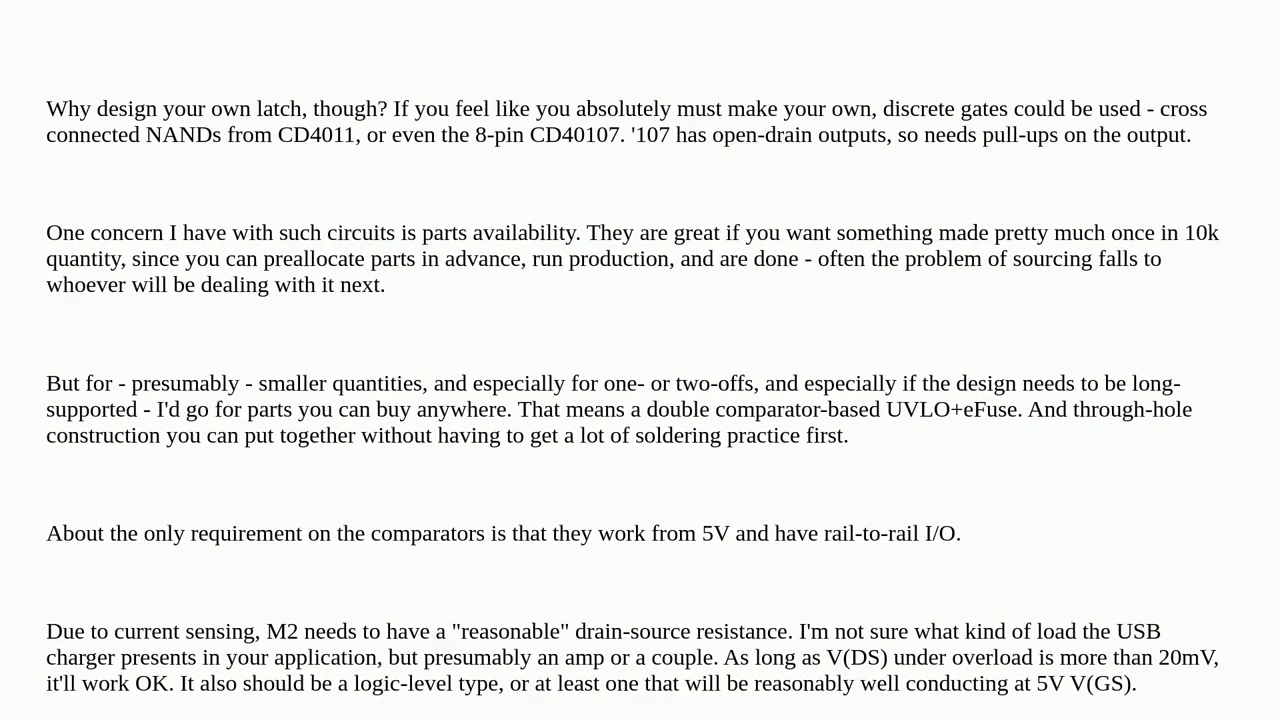 Why design your own latch, though? If you feel like you absolutely must make your own, discrete gates could be used - cross
connected NANDs from CD4011, or even the 8-pin CD40107. '107 has open-drain outputs, so needs pull-ups on the output.
One concern I have with such circuits is parts availability. They are great if you want something made pretty much once in 10k
quantity, since you can preallocate parts in advance, run production, and are done - often the problem of sourcing falls to
whoever will be dealing with it next.
But for - presumably - smaller quantities, and especially for one- or two-offs, and especially if the design needs to be long-
supported - I'd go for parts you can buy anywhere. That means a double comparator-based UVLO+eFuse. And through-hole
construction you can put together without having to get a lot of soldering practice first.
About the only requirement on the comparators is that they work from 5V and have rail-to-rail I/O.
Due to current sensing, M2 needs to have a "reasonable" drain-source resistance. I'm not sure what kind of load the USB
charger presents in your application, but presumably an amp or a couple. As long as V(DS) under overload is more than 20mV,
it'll work OK. It also should be a logic-level type, or at least one that will be reasonably well conducting at 5V V(GS).